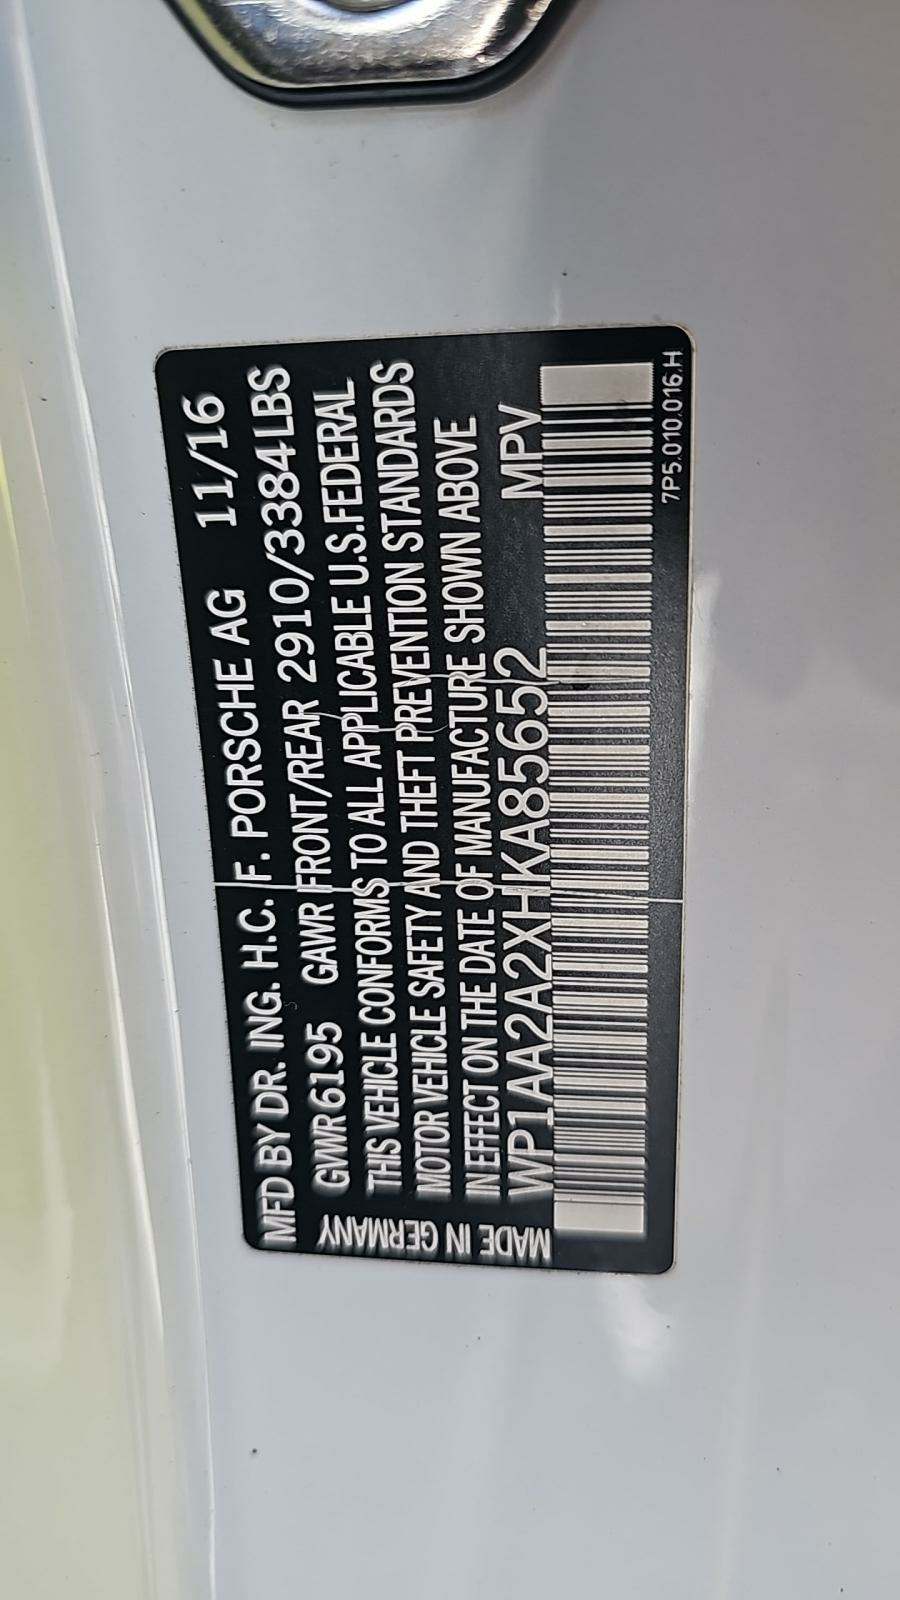 MFD BY DR. ING. H.C. F. PORSCHE AG 11/16
GVWR 6195 GAWR FRONT/REAR 2910/3384 LBS
THIS VEHICLE CONFORMS TO ALL APPLICABLE U.S.FEDERAL
MOTOR VEHICLE SAFETY AND THEFT PREVENTION STANDARDS
IN EFFECT ON THE DATE OF MANUFACTURE SHOWN ABOVE
WP1AA2A2XHKA85652 MPV
MADE IN GERMANY
7P5.010.016.H